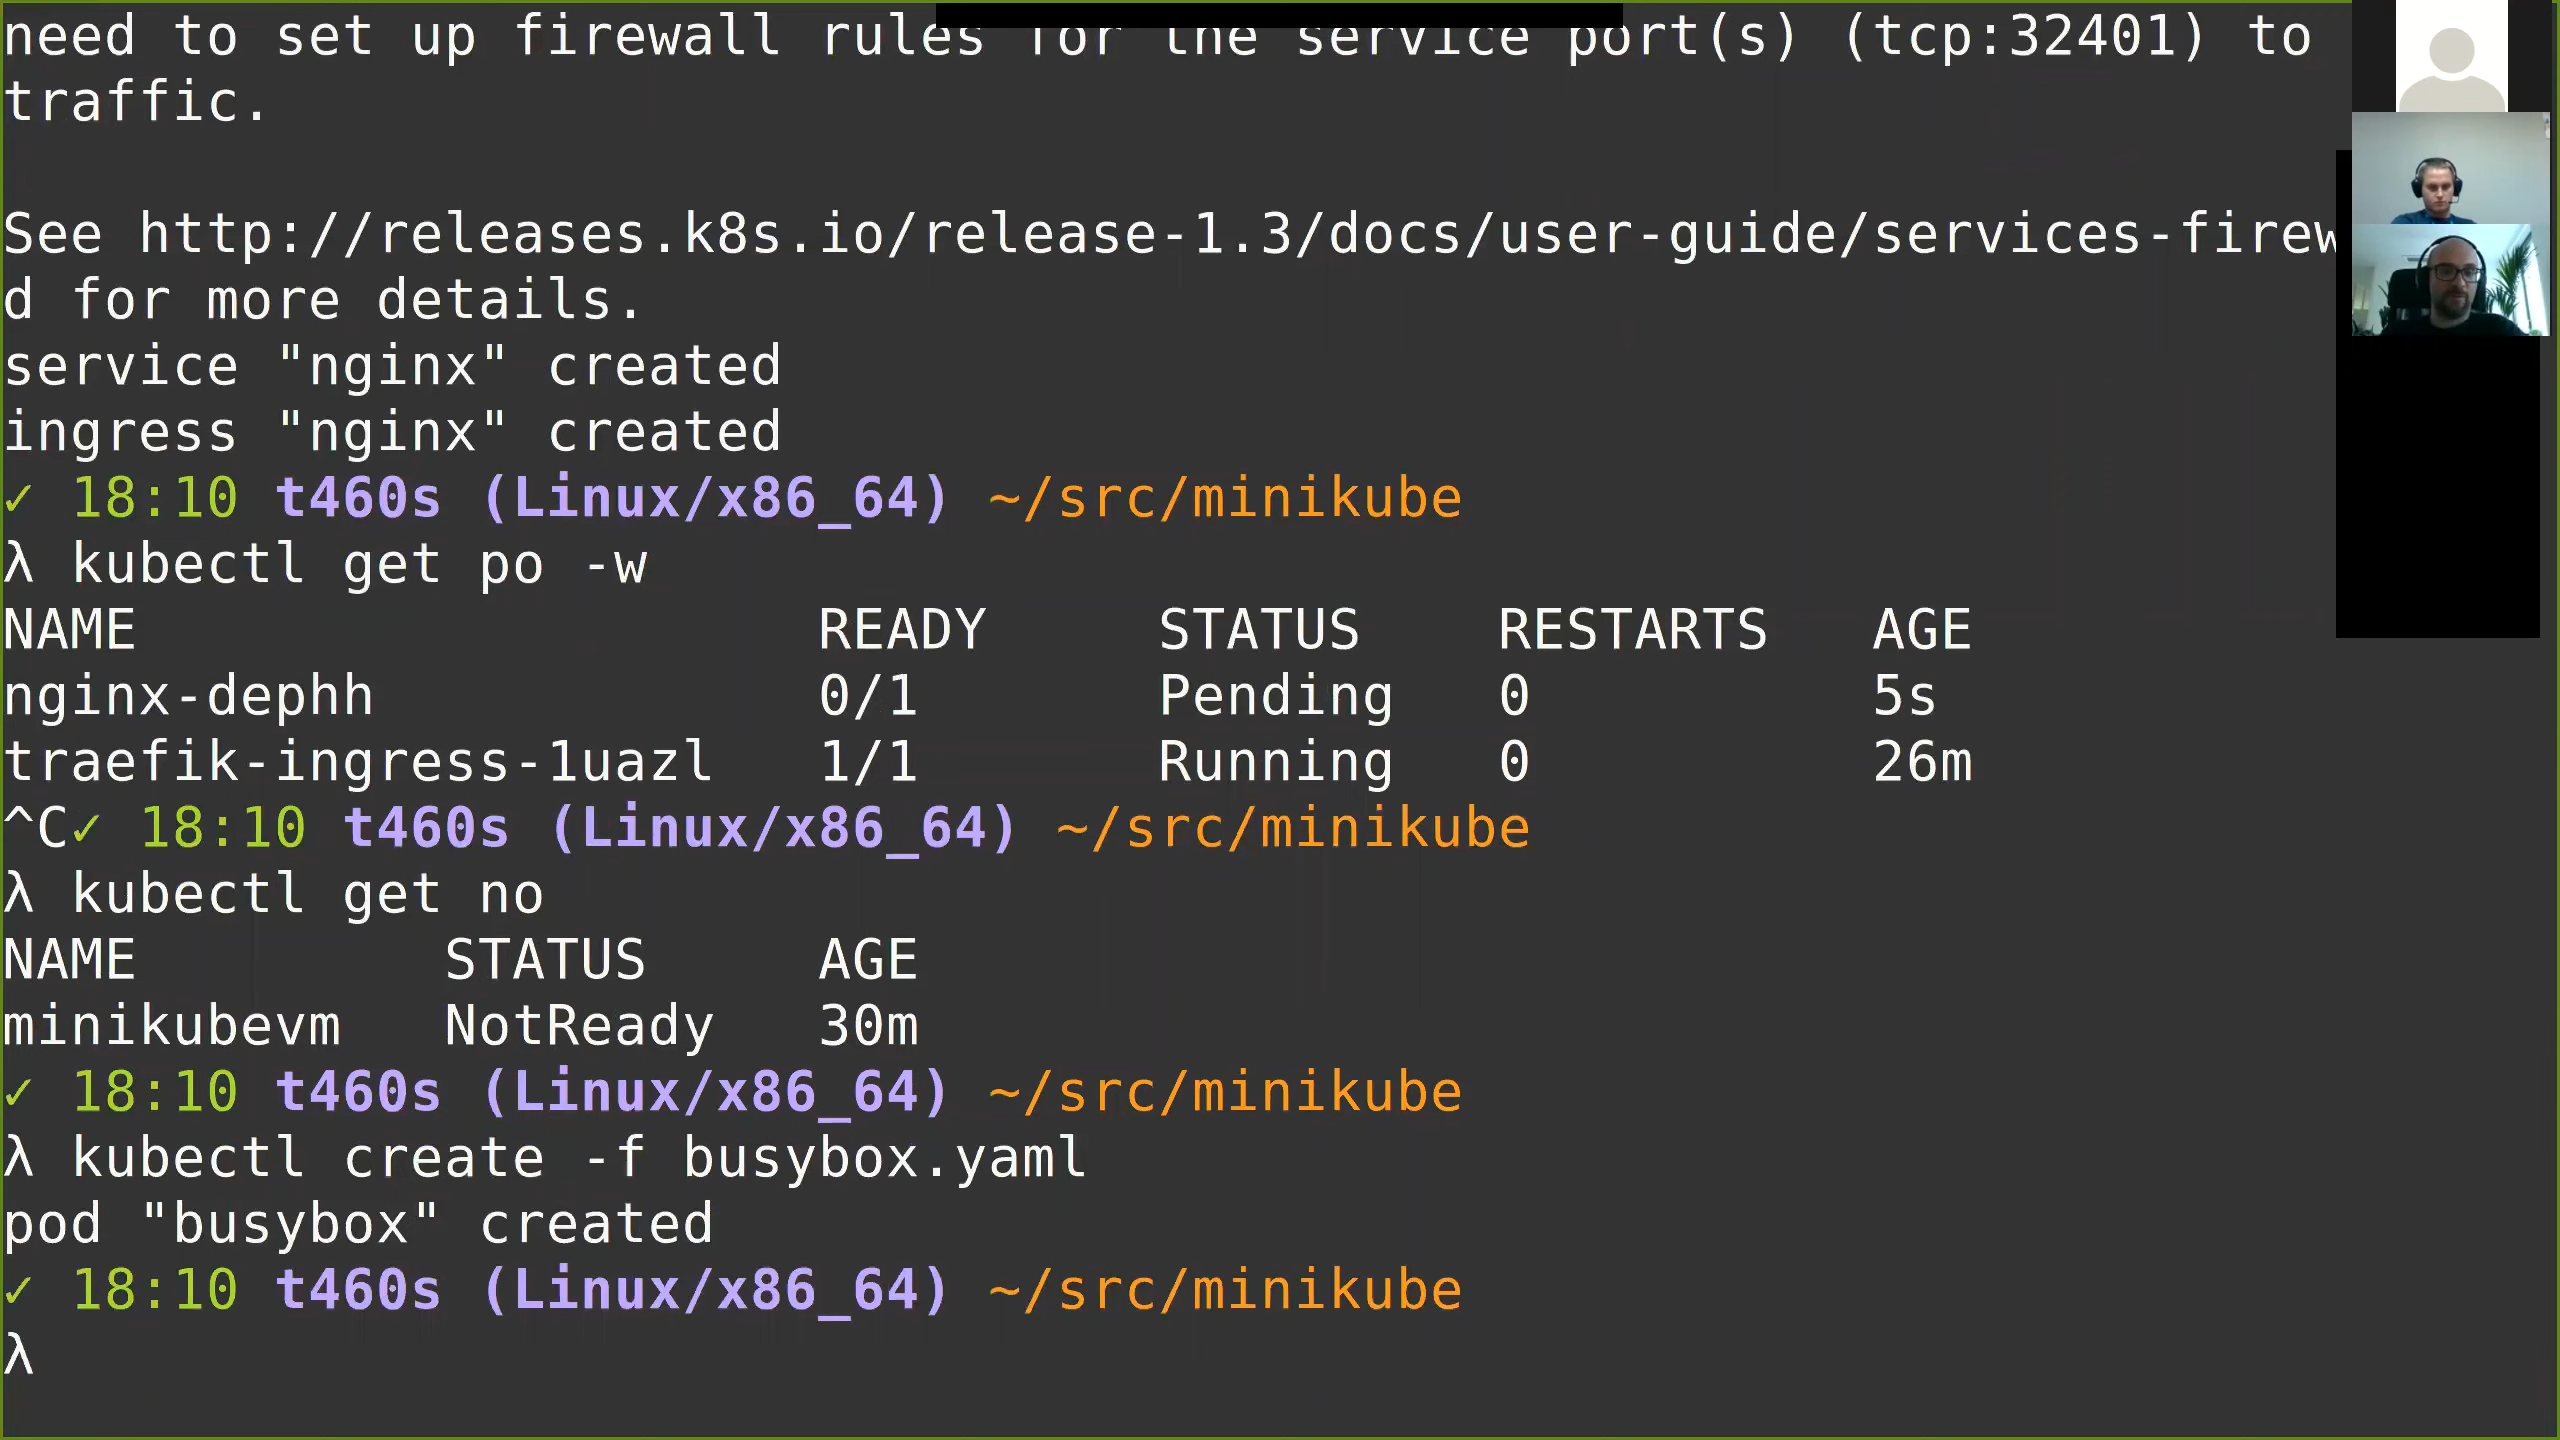 need to set up firewall rules for the service port(s) (tcp:32401) to
traffic.
See http://releases.k8s.io/release-1.3/docs/user-guide/services-firew
d for more details.
service "nginx" created
ingress "nginx" created
✓ 18:10 t460s (Linux/x86_64) ~/src/minikube
λ kubectl get po -w
NAME READY STATUS RESTARTS AGE
nginx-dephh 0/1 Pending 0 5s
traefik-ingress-1uazl 1/1 Running 0 26m
^C✓ 18:10 t460s (Linux/x86_64) ~/src/minikube
λ kubectl get no
NAME STATUS AGE
minikubevm NotReady 30m
✓ 18:10 t460s (Linux/x86_64) ~/src/minikube
λ kubectl create -f busybox.yaml
pod "busybox" created
✓ 18:10 t460s (Linux/x86_64) ~/src/minikube
λ